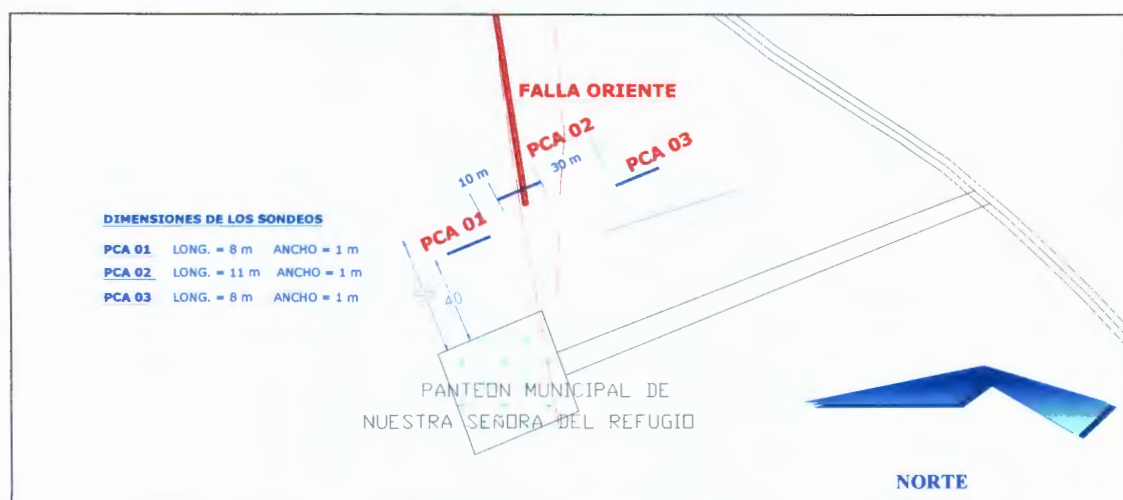 FALLA ORIENTE
PCA 02
PCA 03
10 m
30 m
PCA 01
DIMENSIONES DE LOS SONDEOS
PCA 01 LONG. = 8 m ANCHO = 1 m
PCA 02 LONG. = 11 m ANCHO = 1 m
PCA 03 LONG. = 8 m ANCHO = 1 m
40
PANTEON MUNICIPAL DE
NUESTRA SEÑORA DEL REFUGIO
NORTE